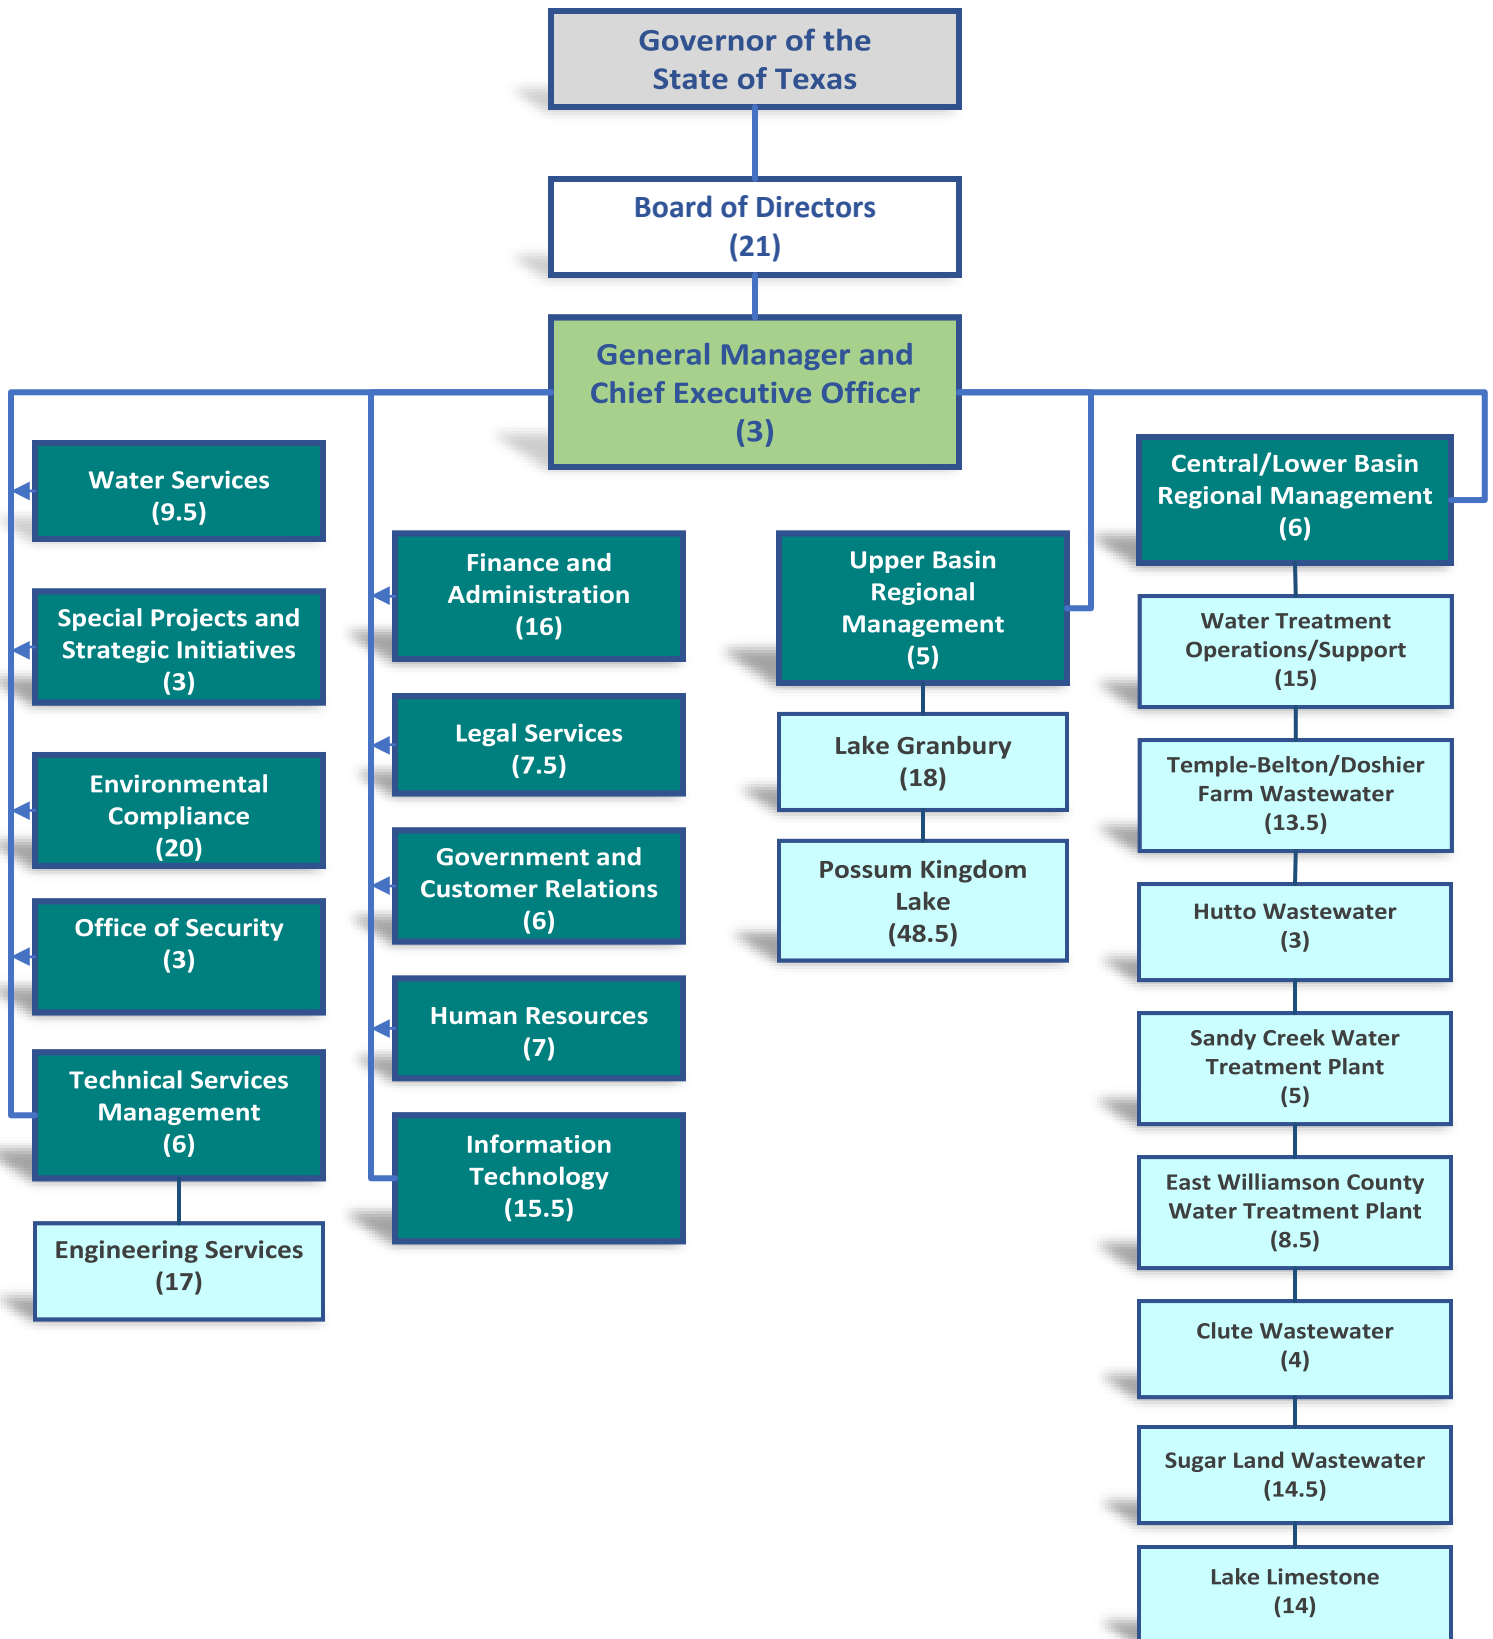 Governor of the
State of Texas
Board of Directors
(21)
General Manager and
Chief Executive Officer
(3)
Water Services
(9.5)
Special Projects and
Strategic Initiatives
(3)
Environmental
Compliance
(20)
Office of Security
(3)
Technical Services
Management
(6)
Engineering Services
(17)
Finance and
Administration
(16)
Legal Services
(7.5)
Government and
Customer Relations
(6)
Human Resources
(7)
Information
Technology
(15.5)
Upper Basin
Regional
Management
(5)
Lake Granbury
(18)
Possum Kingdom
Lake
(48.5)
Central/Lower Basin
Regional Management
(6)
Water Treatment
Operations/Support
(15)
Temple-Belton/Doshier
Farm Wastewater
(13.5)
Hutto Wastewater
(3)
Sandy Creek Water
Treatment Plant
(5)
East Williamson County
Water Treatment Plant
(8.5)
Clute Wastewater
(4)
Sugar Land Wastewater
(14.5)
Lake Limestone
(14)